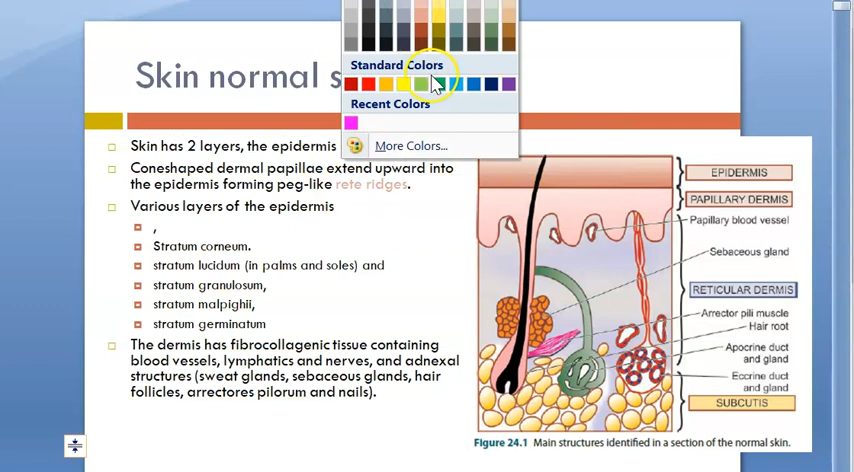 Standard Colors
Recent Colors
More Colors...
Skin normal s
Skin has 2 layers, the epidermis
Coneshaped dermal papillae extend upward into
the epidermis forming peg-like rete ridges.
Various layers of the epidermis
,
Stratum corneum.
stratum lucidum (in palms and soles) and
stratum granulosum,
stratum malpighii,
stratum germinatum
The dermis has fibrocollagenic tissue containing
blood vessels, lymphatics and nerves, and adnexal
structures (sweat glands, sebaceous glands, hair
follicles, arrectores pilorum and nails).
EPIDERMIS
PAPILLARY DERMIS
Papillary blood vessel
Sebaceous gland
RETICULAR DERMIS
Arrector pili muscle
Hair root
Apocrine duct
and gland
Eccrine duct
and gland
SUBCUTIS
Figure 24.1 Main structures identified in a section of the normal skin.